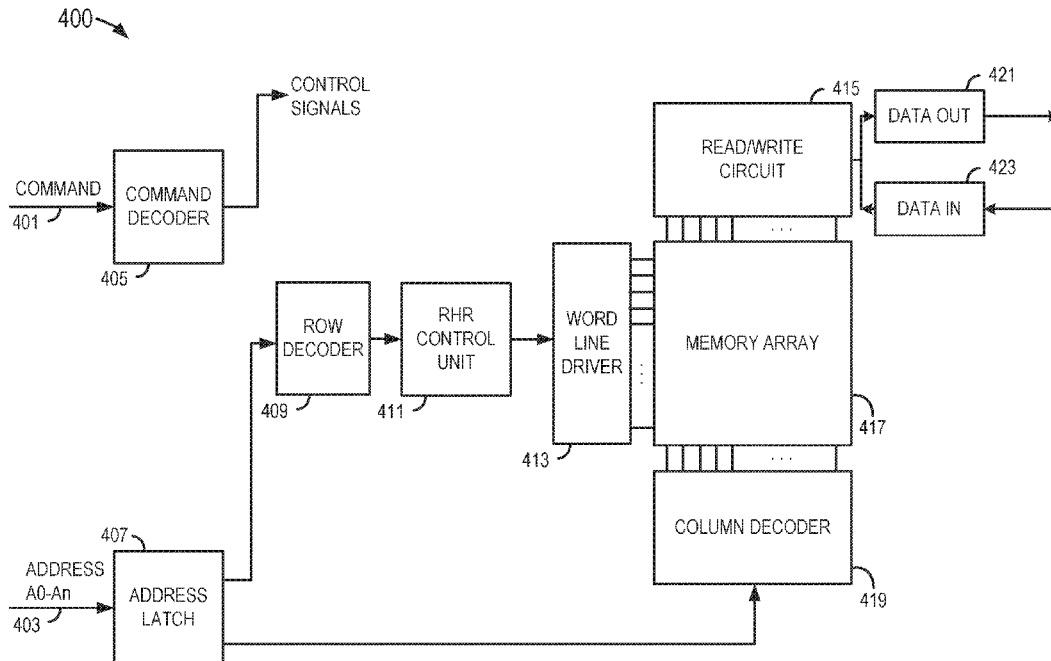 400
CONTROL
SIGNALS
COMMAND
401
COMMAND
DECODER
405
415
READ/WRITE
CIRCUIT
421
DATA OUT
423
DATA IN
...
ROW
DECODER
409
RHR
CONTROL
UNIT
411
WORD
LINE
DRIVER
413
...
MEMORY ARRAY
417
...
COLUMN DECODER
419
407
ADDRESS
A0-An
403
ADDRESS
LATCH